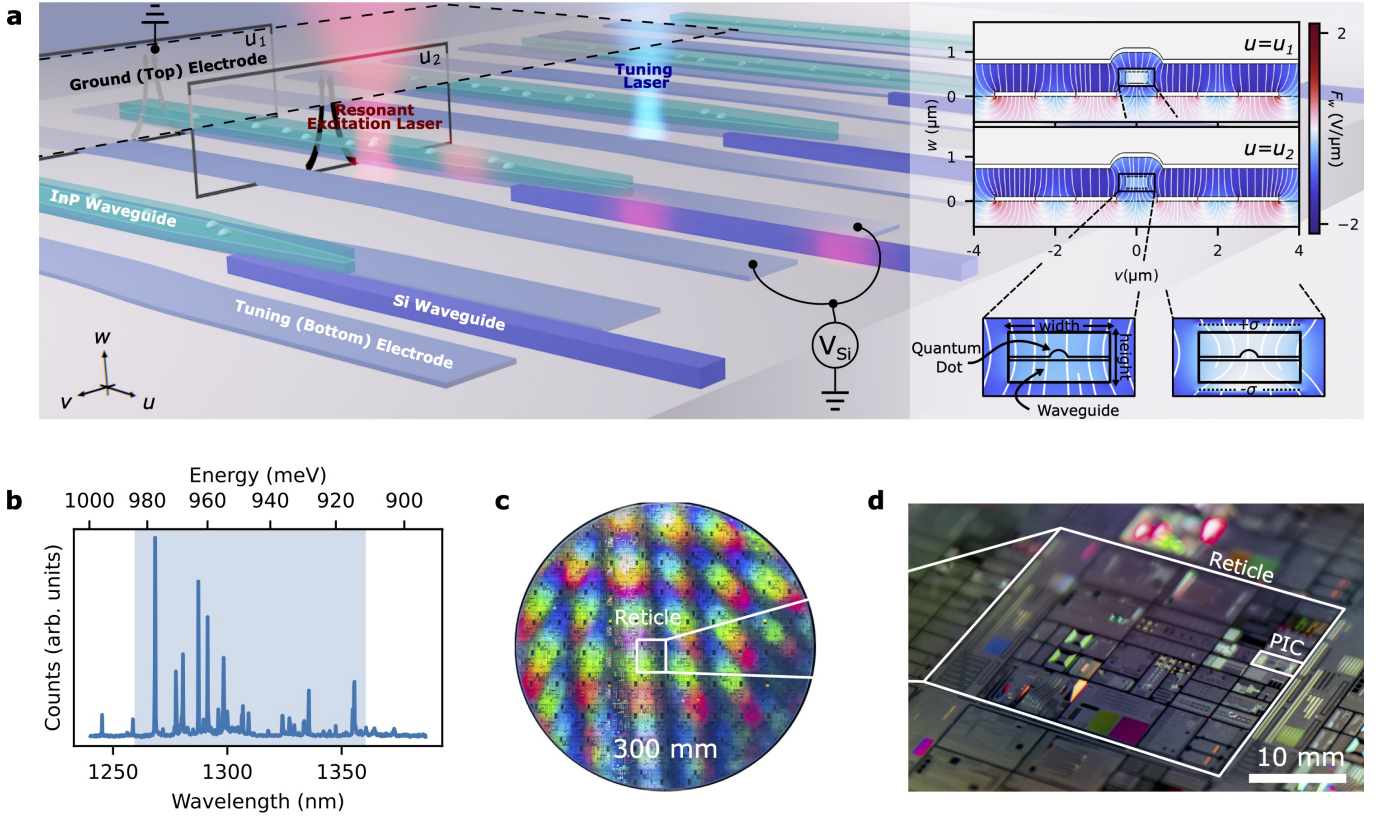 a
u1
u2
Ground (Top) Electrode
Tuning
Laser
Resonant
Excitation Laser
InP Waveguide
Si Waveguide
Tuning (Bottom) Electrode
VSi
w
v
u
u=u1
u=u2
1
0
1
0
w (μm)
-4
-2
0
2
4
v(μm)
2
−2
Fw (V/μm)
width
height
Quantum
Dot
Waveguide
+σ
-σ
b
Energy (meV)
1000 980 960 940 920 900
Counts (arb. units)
1250 1300 1350
Wavelength (nm)
c
Reticle
300 mm
d
Reticle
PIC
10 mm